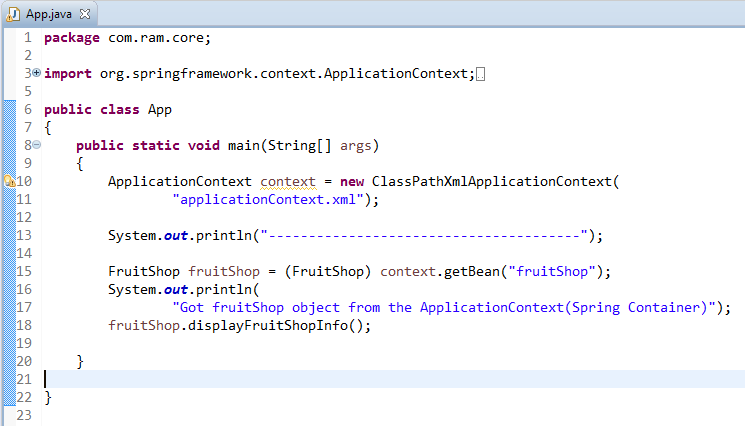 App.java
1 package com.ram.core;
2
3 import org.springframework.context.ApplicationContext;
5
6 public class App
7 {
8 public static void main(String[] args)
9 {
10 ApplicationContext context = new ClassPathXmlApplicationContext(
11 "applicationContext.xml");
12
13 System.out.println("---------------------------------------");
14
15 FruitShop fruitShop = (FruitShop) context.getBean("fruitShop");
16 System.out.println(
17 "Got fruitShop object from the ApplicationContext(Spring Container)");
18 fruitShop.displayFruitShopInfo();
19
20 }
21
22 }
23